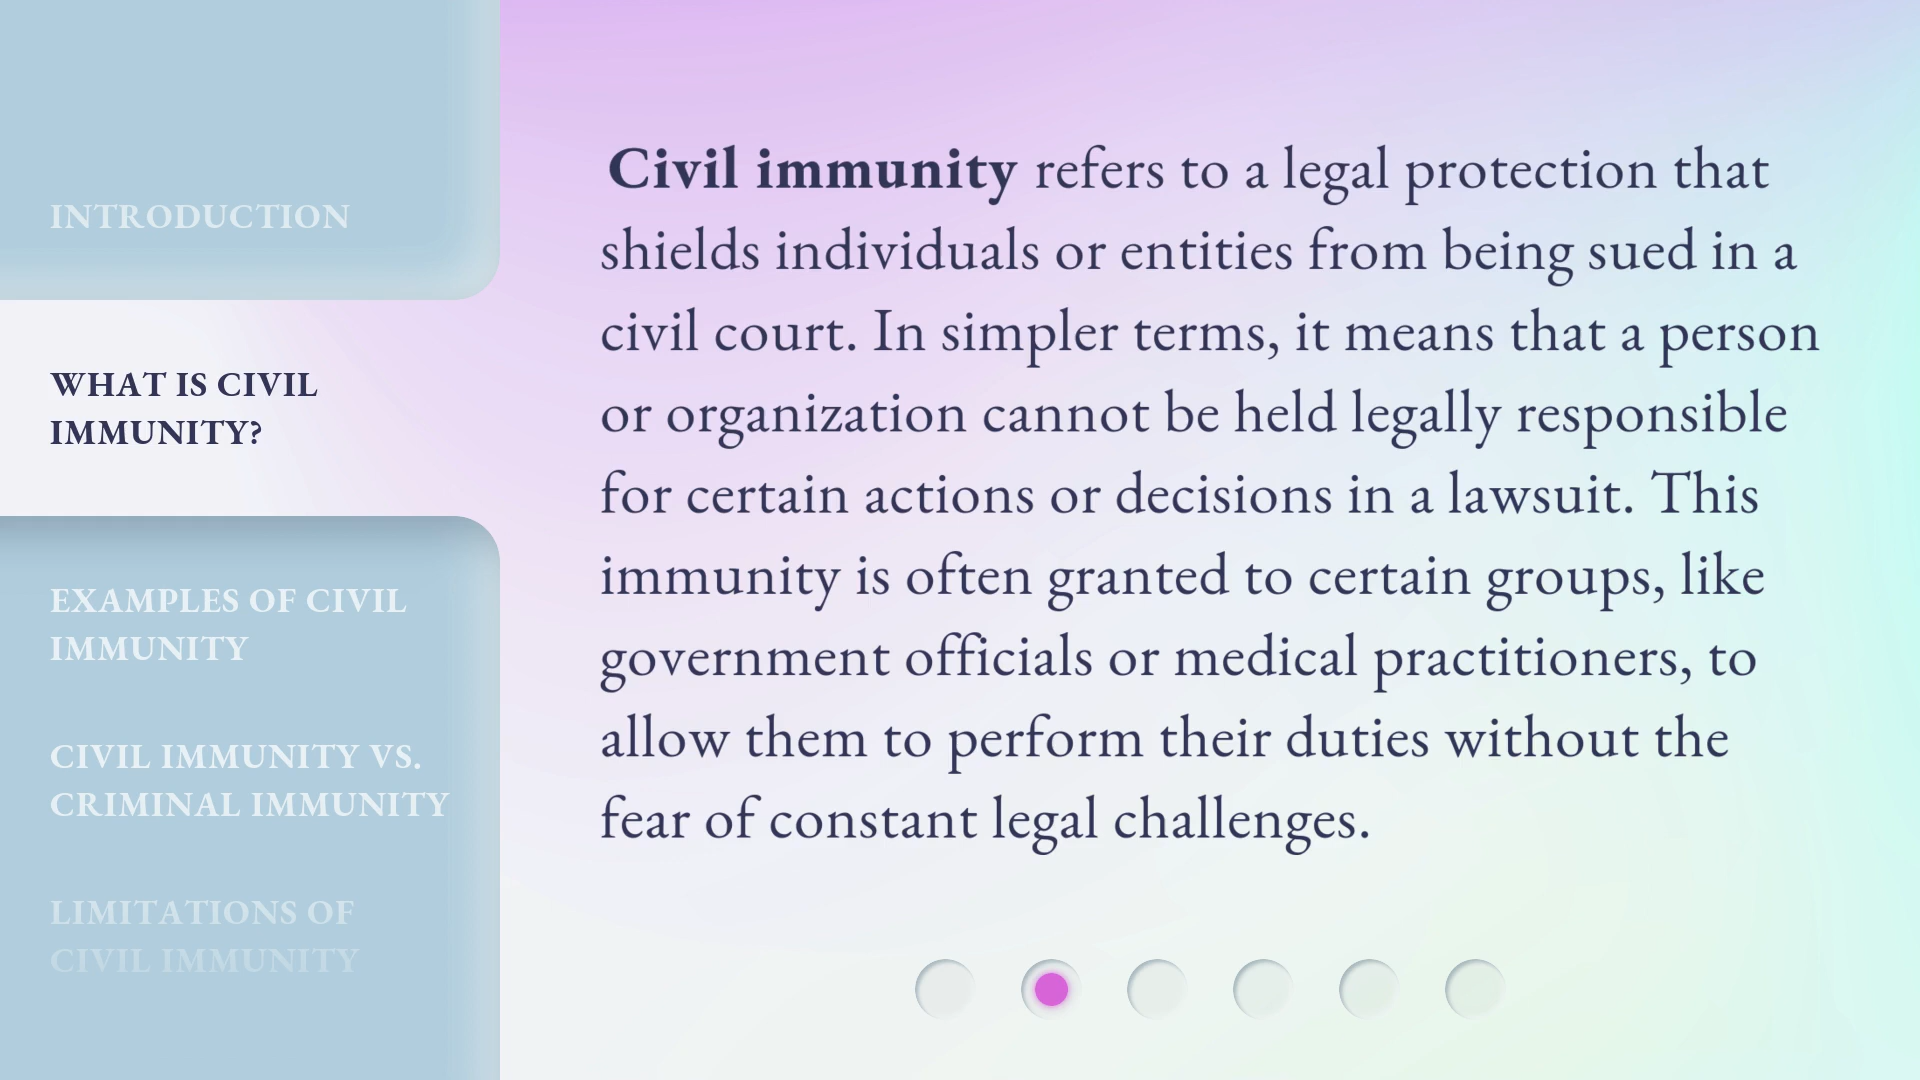 INTRODUCTION
WHAT IS CIVIL
IMMUNITY?
EXAMPLES OF CIVIL
IMMUNITY
CIVIL IMMUNITY VS.
CRIMINAL IMMUNITY
LIMITATIONS OF
CIVIL IMMUNITY
Civil immunity refers to a legal protection that
shields individuals or entities from being sued in a
civil court. In simpler terms, it means that a person
or organization cannot be held legally responsible
for certain actions or decisions in a lawsuit. This
immunity is often granted to certain groups, like
government officials or medical practitioners, to
allow them to perform their duties without the
fear of constant legal challenges.